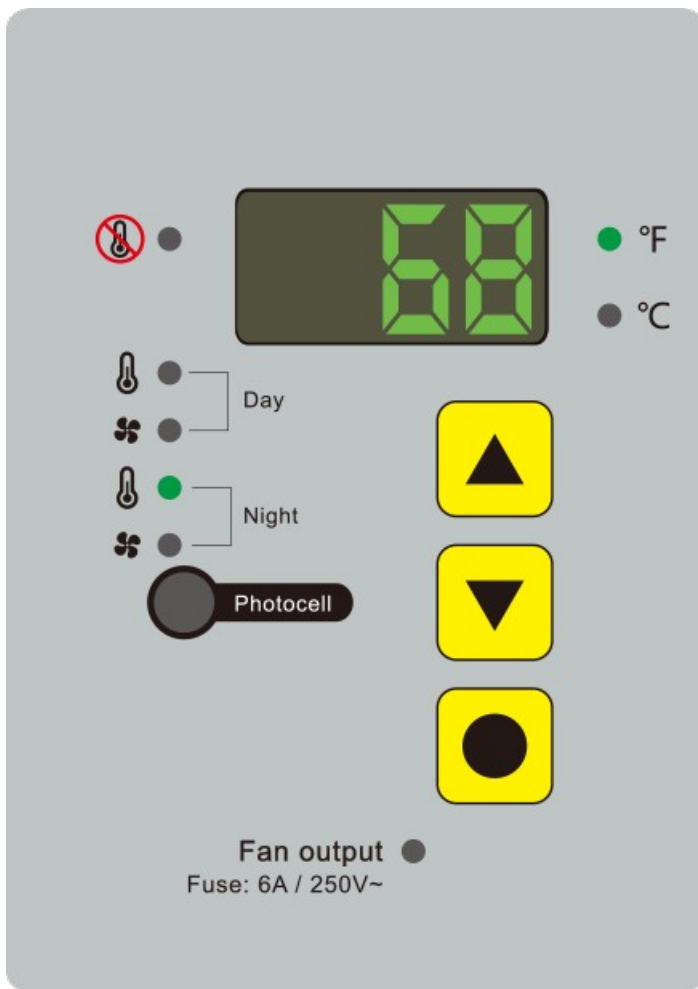 68
°F
°C
Day
Night
Photocell
Fan output
Fuse: 6A / 250V~